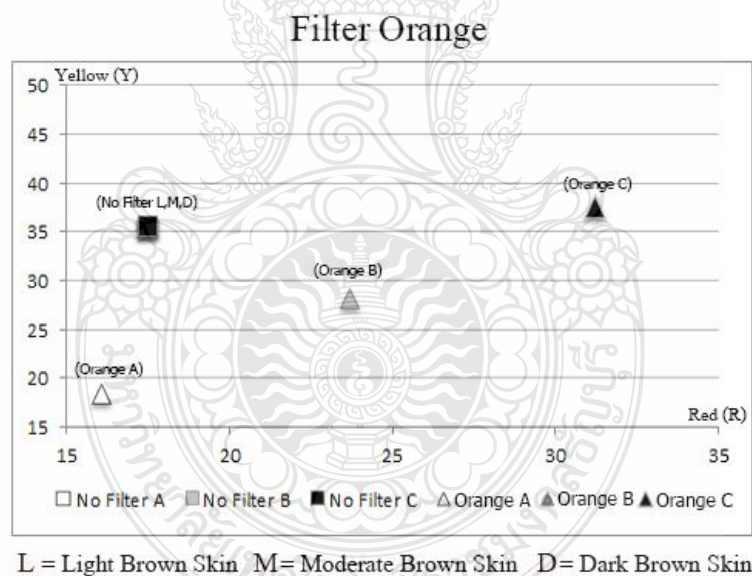 Filter Orange
Yellow (Y)
50
45
40
35
30
25
20
15
(No Filter L,M,D)
(Orange C)
(Orange B)
(Orange A)
Red (R)
15 20 25 30 35
No Filter A No Filter B No Filter C Orange A Orange B Orange C
L = Light Brown Skin M= Moderate Brown Skin D= Dark Brown Skin